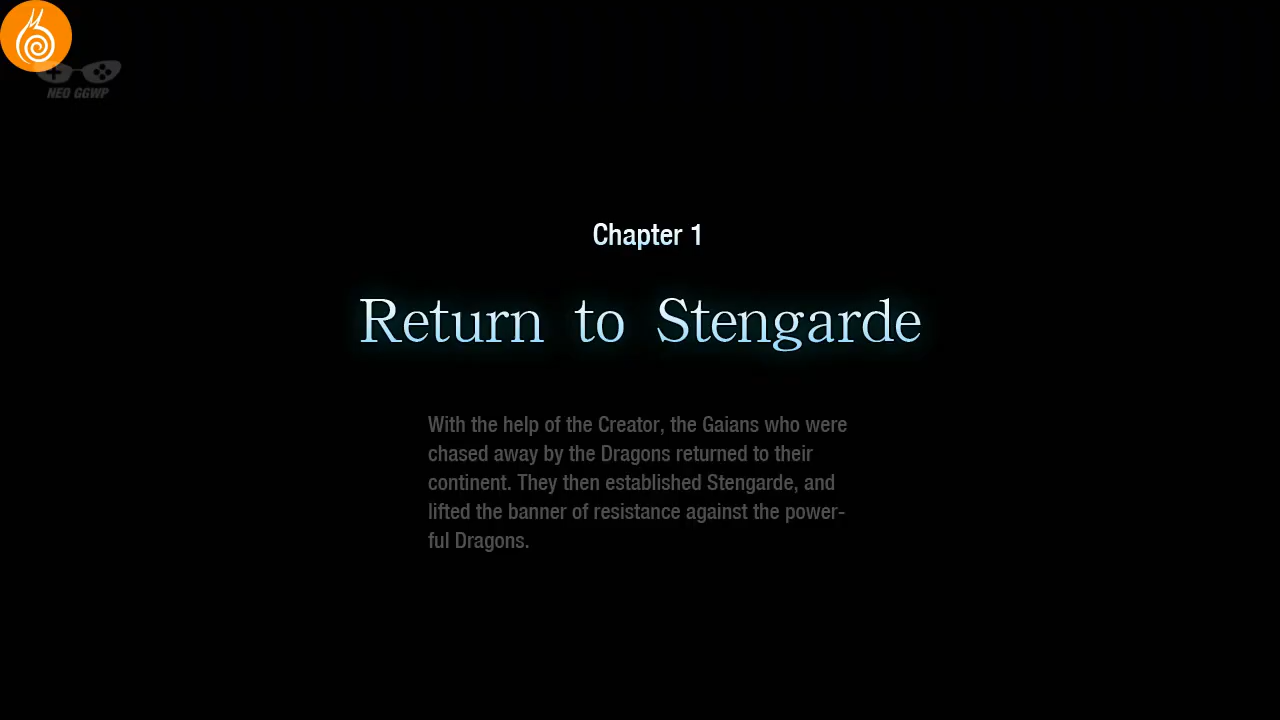 NEO GGWP
Chapter 1
Return to Stengarde
With the help of the Creator, the Gaians who were
chased away by the Dragons returned to their
continent. They then established Stengarde, and
lifted the banner of resistance against the power-
ful Dragons.